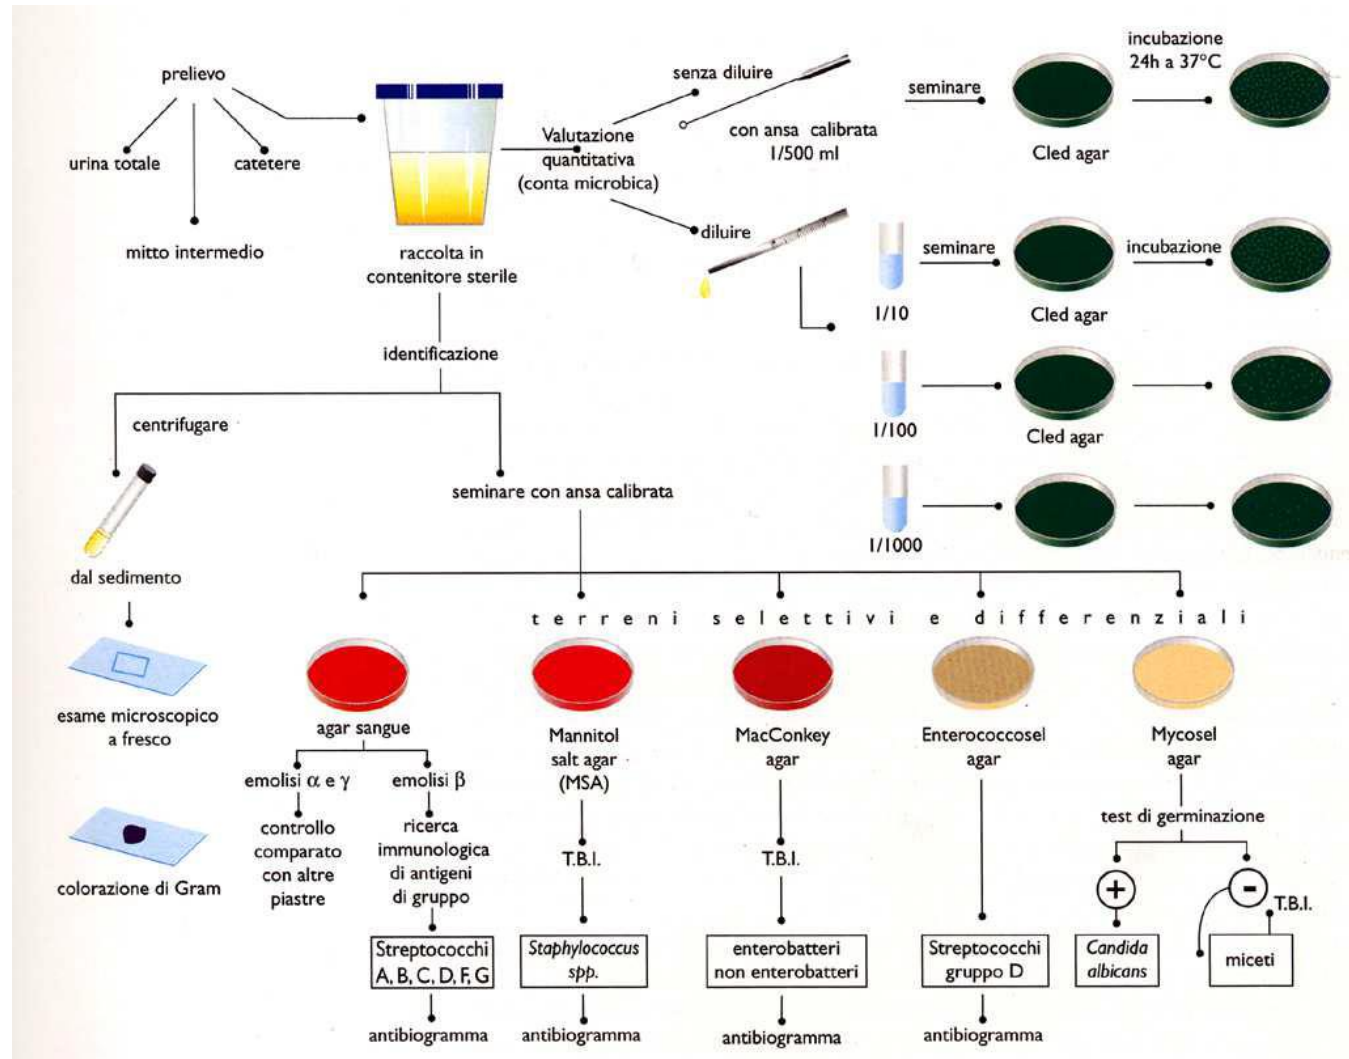 prelievo
urina totale
catetere
mitto intermedio
raccolta in
contenitore sterile
Valutazione
quantitativa
(conta microbica)
senza diluire
con ansa calibrata
1/500 ml
seminare
Cled agar
incubazione
24h a 37°C
diluire
1/10
seminare
Cled agar
incubazione
1/100
Cled agar
1/1000
identificazione
centrifugare
dal sedimento
esame microscopico
a fresco
colorazione di Gram
seminare con ansa calibrata
terreni selettivi e differenziali
agar sangue
emolisi α e γ
controllo
comparato
con altre
piastre
emolisi β
ricerca
immunologica
di antigeni
di gruppo
Streptococchi
A, B, C, D, F, G
antibiogramma
Mannitol
salt agar
(MSA)
T.B.I.
Staphylococcus
spp.
antibiogramma
MacConkey
agar
T.B.I.
enterobatteri
non enterobatteri
antibiogramma
Enterococcosel
agar
Streptococchi
gruppo D
antibiogramma
Mycosel
agar
test di germinazione
+
Candida
albicans
-
T.B.I.
miceti